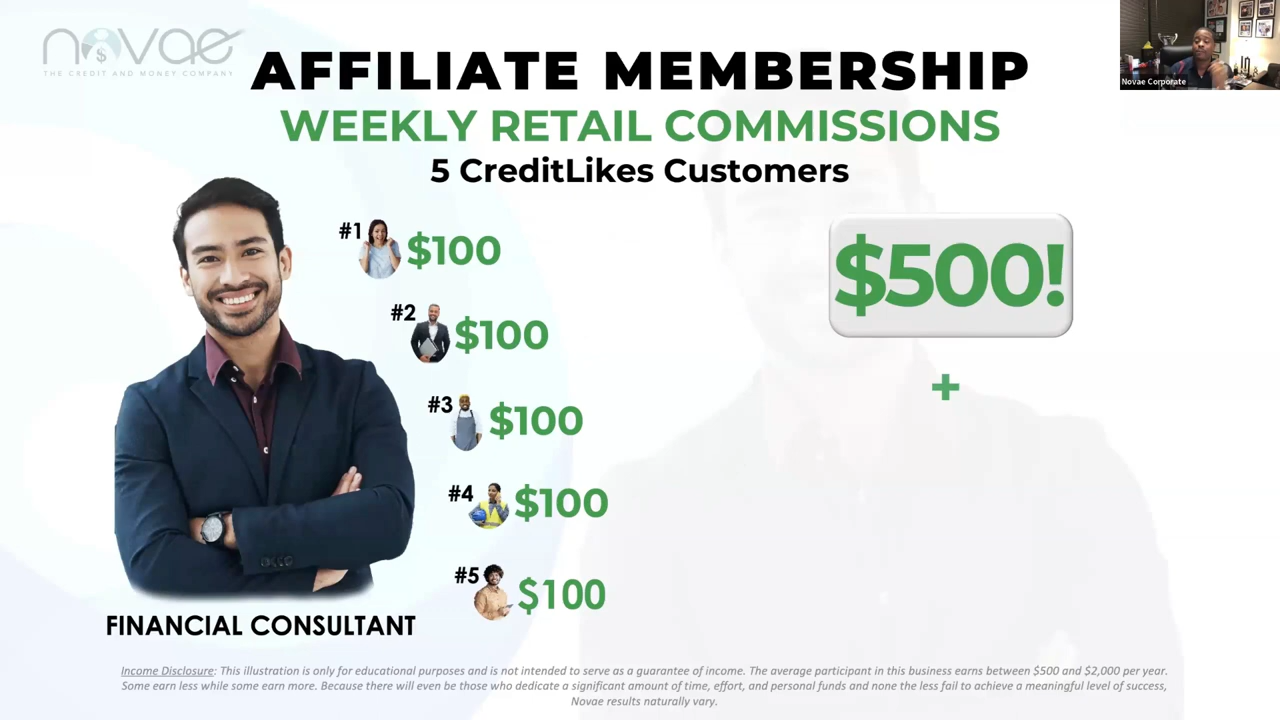 novae
THE CREDIT AND MONEY COMPANY
AFFILIATE MEMBERSHIP
WEEKLY RETAIL COMMISSIONS
5 CreditLikes Customers
Novae Corporate
#1 $100
#2 $100
#3 $100
#4 $100
#5 $100
$500!
+
FINANCIAL CONSULTANT
Income Disclosure: This illustration is only for educational purposes and is not intended to serve as a guarantee of income. The average participant in this business earns between $500 and $2,000 per year.
Some earn less while some earn more. Because there will even be those who dedicate a significant amount of time, effort, and personal funds and none the less fail to achieve a meaningful level of success,
Novae results naturally vary.